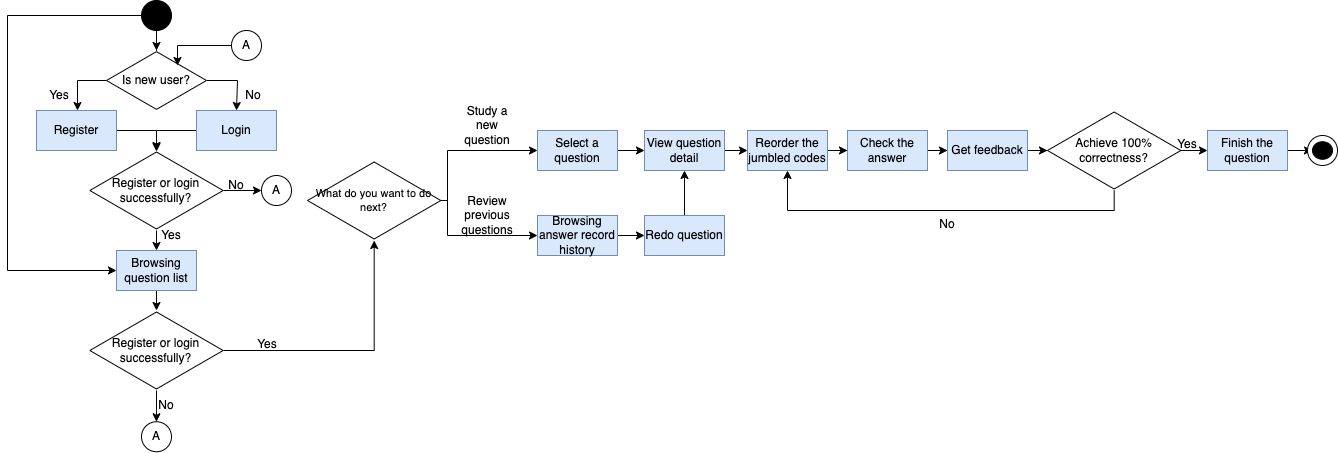 A
Is new user?
Yes
No
Register
Login
Register or login
successfully?
No
A
Yes
Browsing
question list
Register or login
successfully?
Yes
No
A
What do you want to do
next?
Study a
new
question
Review
previous
questions
Select a
question
View question
detail
Browsing
answer record
history
Redo question
Reorder the
jumbled codes
Check the
answer
Get feedback
Achieve 100%
correctness?
Yes
No
Finish the
question